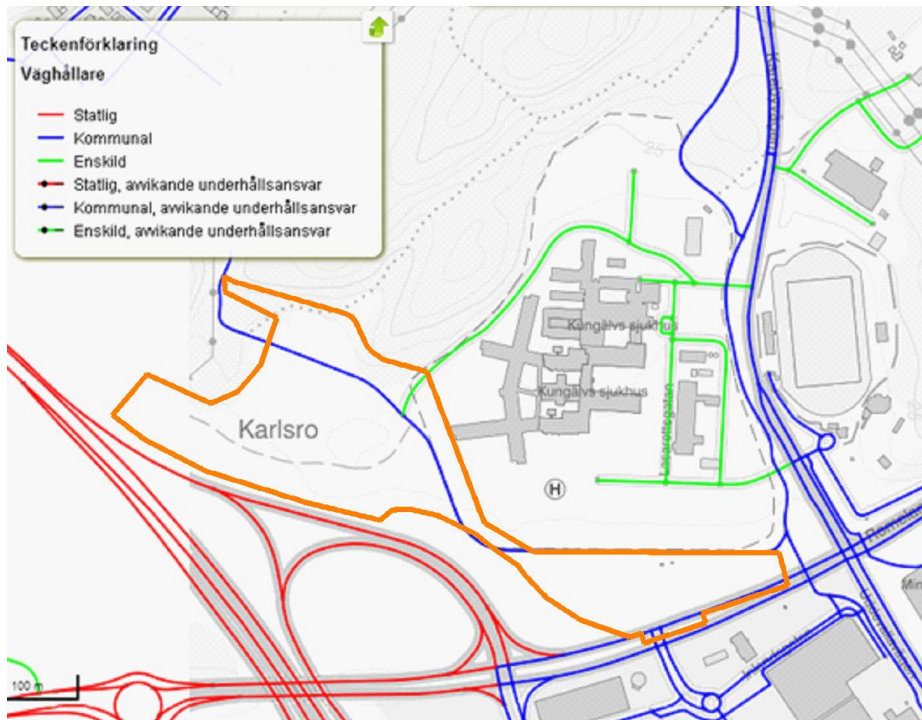 Teckenförklaring
Väghållare
Statlig
Kommunal
Enskild
Statlig, avvikande underhållsansvar
Kommunal, avvikande underhållsansvar
Enskild, avvikande underhållsansvar
Kungälvs sjukhus
Kungälvs sjukhus
Lasarettsgatan
Karlsro
H
25
100 m